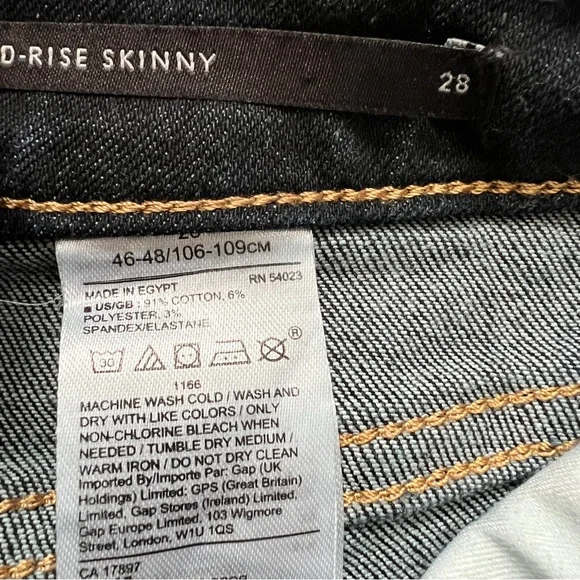 D-RISE SKINNY
28
46-48/106-109CM
RN 54023
MADE IN EGYPT
US/GB: 91% COTTON, 6%
POLYESTER, 3%
SPANDEX/ELASTANE
30
®
1166
MACHINE WASH COLD / WASH AND
DRY WITH LIKE COLORS / ONLY
NON-CHLORINE BLEACH WHEN
NEEDED / TUMBLE DRY MEDIUM /
WARM IRON / DO NOT DRY CLEAN
Imported By/Importe Par: Gap (UK
Holdings) Limited: GPS (Great Britain)
Limited, Gap Stores (Ireland) Limited.
Gap Europe Limited, 103 Wigmore
Street, London, W1U 1QS
CA 17897